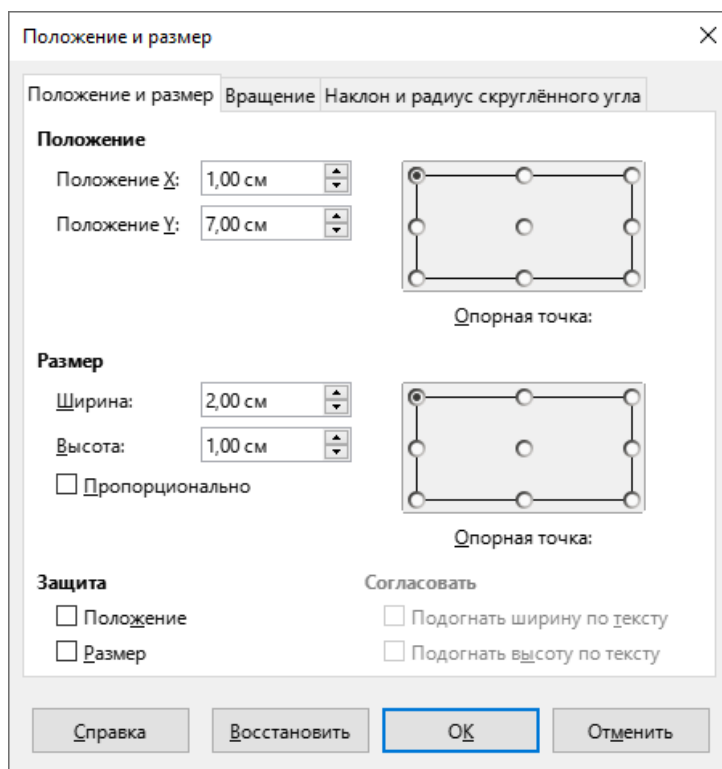 Положение и размер
Положение и размер Вращение Наклон и радиус скруглённого угла
Положение
Положение X: 1,00 см
Положение Y: 7,00 см
Опорная точка:
Размер
Ширина: 2,00 см
Высота: 1,00 см
Пропорционально
Опорная точка:
Защита Согласовать
Положение Подогнать ширину по тексту
Размер Подогнать высоту по тексту
Справка Восстановить ОК Отменить